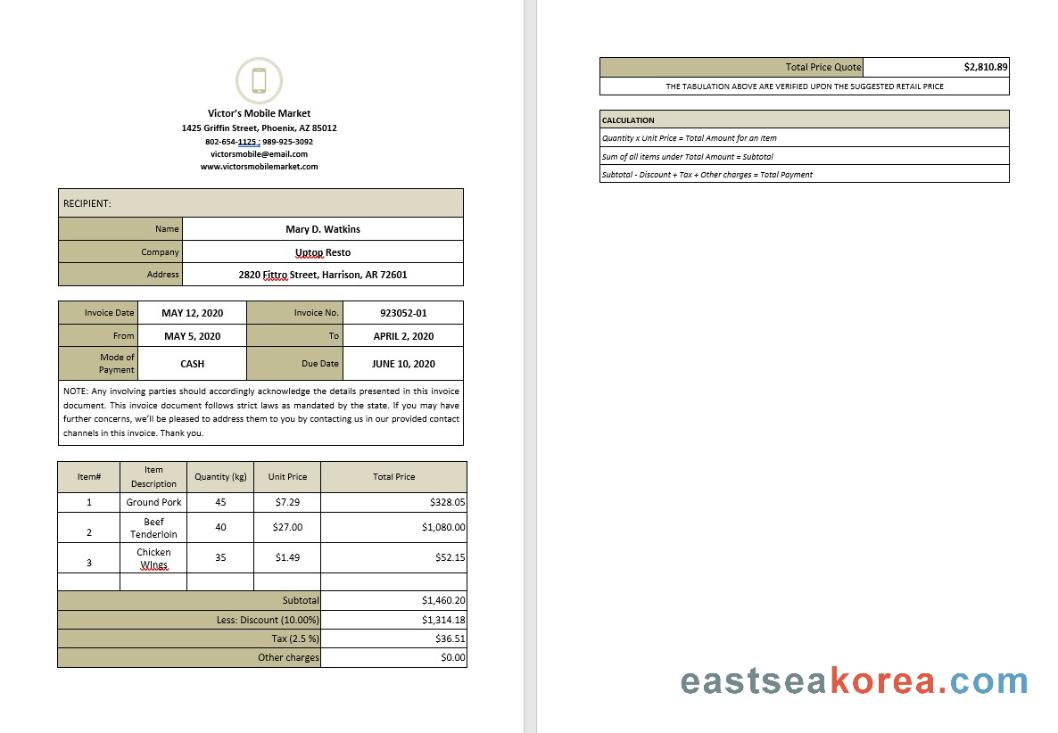 Victor's Mobile Market
1425 Griffin Street, Phoenix, AZ 85012
802-654-1125 ; 989-925-3092
victorsmobile@email.com
www.victorsmobilemarket.com
RECIPIENT:
Name Mary D. Watkins
Company Uptop Resto
Address 2820 Fittro Street, Harrison, AR 72601
Invoice Date MAY 12, 2020 Invoice No. 923052-01
From MAY 5, 2020 To APRIL 2, 2020
Mode of
Payment CASH Due Date JUNE 10, 2020
NOTE: Any involving parties should accordingly acknowledge the details presented in this invoice
document. This invoice document follows strict laws as mandated by the state. If you may have
further concerns, we'll be pleased to address them to you by contacting us in our provided contact
channels in this invoice. Thank you.
Item# Item Description Quantity (kg) Unit Price Total Price
1 Ground Pork 45 $7.29 $328.05
2 Beef Tenderloin 40 $27.00 $1,080.00
3 Chicken Wings 35 $1.49 $52.15
Subtotal $1,460.20
Less: Discount (10.00%) $1,314.18
Tax (2.5 %) $36.51
Other charges $0.00
Total Price Quote $2,810.89
THE TABULATION ABOVE ARE VERIFIED UPON THE SUGGESTED RETAIL PRICE
CALCULATION
Quantity x Unit Price = Total Amount for an item
Sum of all items under Total Amount = Subtotal
Subtotal - Discount + Tax + Other charges = Total Payment
eastseakorea.com